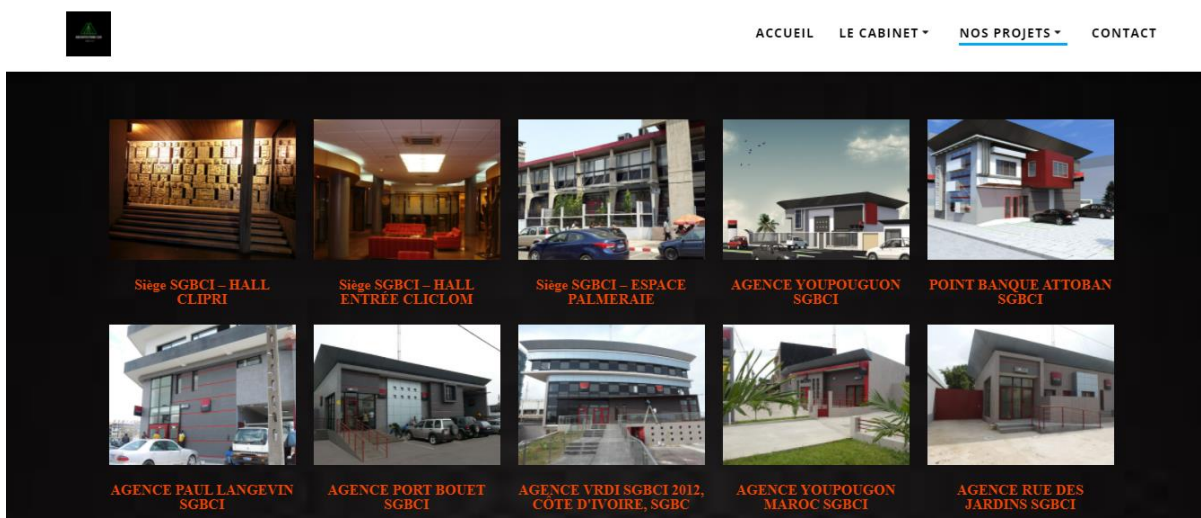 ACCUEIL LE CABINET NOS PROJETS CONTACT
Siège SGBCI – HALL
CLIPRI
Siège SGBCI – HALL
ENTRÉE CLICLOM
Siège SGBCI – ESPACE
PALMERAIE
AGENCE YOUPOUGUON
SGBCI
POINT BANQUE ATTOBAN
SGBCI
AGENCE PAUL LANGEVIN
SGBCI
AGENCE PORT BOUET
SGBCI
AGENCE VRDI SGBCI 2012,
CÔTE D'IVOIRE, SGBC
AGENCE YOUPOUGON
MAROC SGBCI
AGENCE RUE DES
JARDINS SGBCI